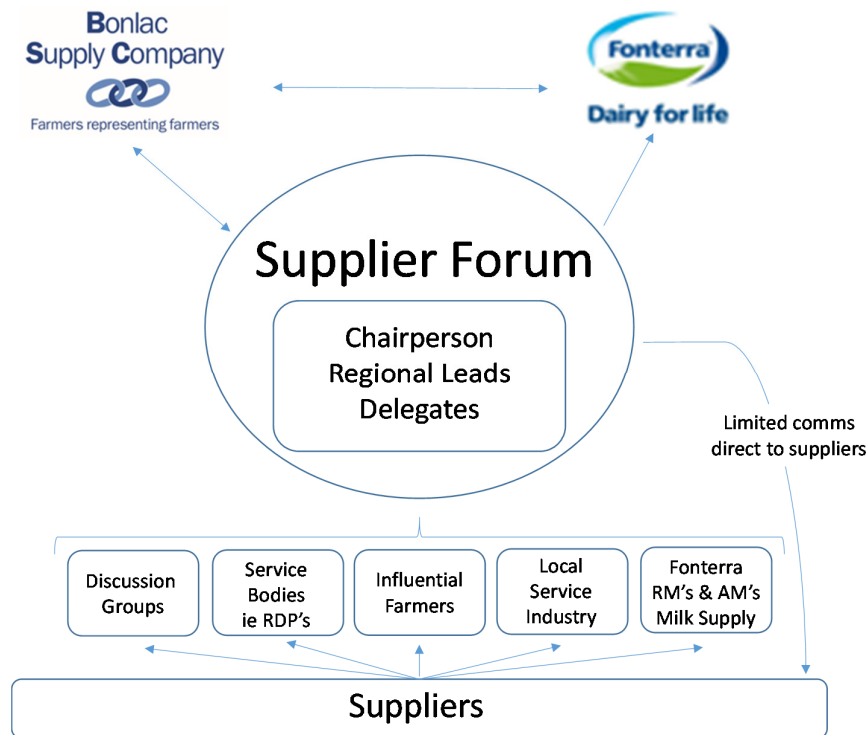 Bonlac
Supply Company
Farmers representing farmers
Fonterra
Dairy for life
Supplier Forum
Chairperson
Regional Leads
Delegates
Limited comms
direct to suppliers
Discussion
Groups
Service
Bodies
ie RDP's
Influential
Farmers
Local
Service
Industry
Fonterra
RM's & AM's
Milk Supply
Suppliers